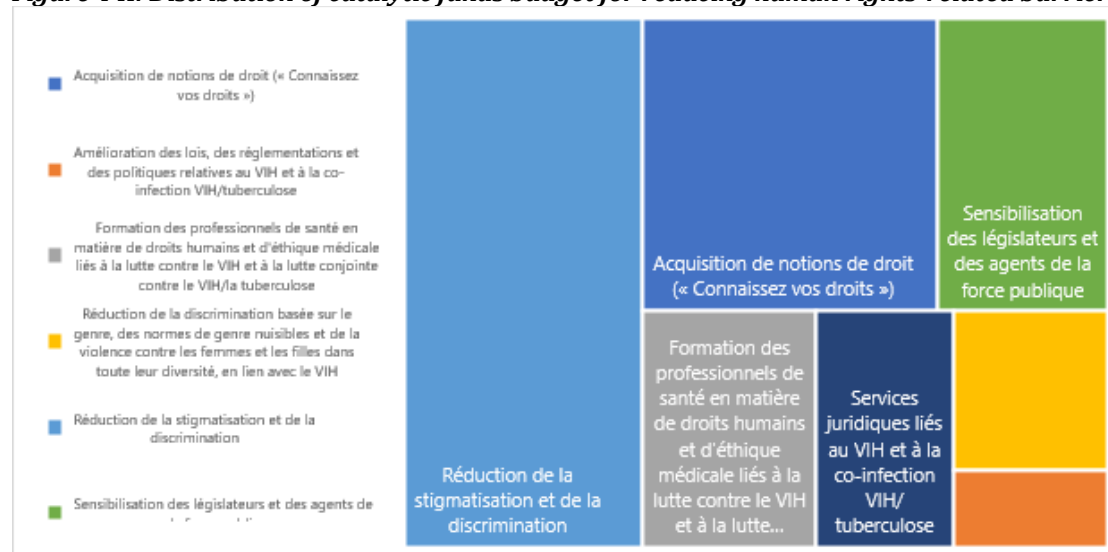 Acquisition de notions de droit (« Connaissez
vos droits »)
Amélioration des lois, des réglementations et
des politiques relatives au VIH et à la co-
infection VIH/tuberculose
Formation des professionnels de santé en
matière de droits humains et d'éthique médicale
liés à la lutte contre le VIH et à la lutte conjointe
contre le VIH/la tuberculose
Réduction de la discrimination basée sur le
genre, des normes de genre nuisibles et de la
violence contre les femmes et les filles dans
toute leur diversité, en lien avec le VIH
Réduction de la stigmatisation et de la
discrimination
Sensibilisation des législateurs et des agents de
Réduction de la
stigmatisation et de la
discrimination
Acquisition de notions de droit
(« Connaissez vos droits »)
Sensibilisation
des législateurs et
des agents de la
force publique
Formation des
professionnels de
santé en matière
de droits humains
et d'éthique
médicale liés à la
lutte contre le VIH
et à la lutte...
Services
juridiques liés
au VIH et à la
co-infection
VIH/
tuberculose